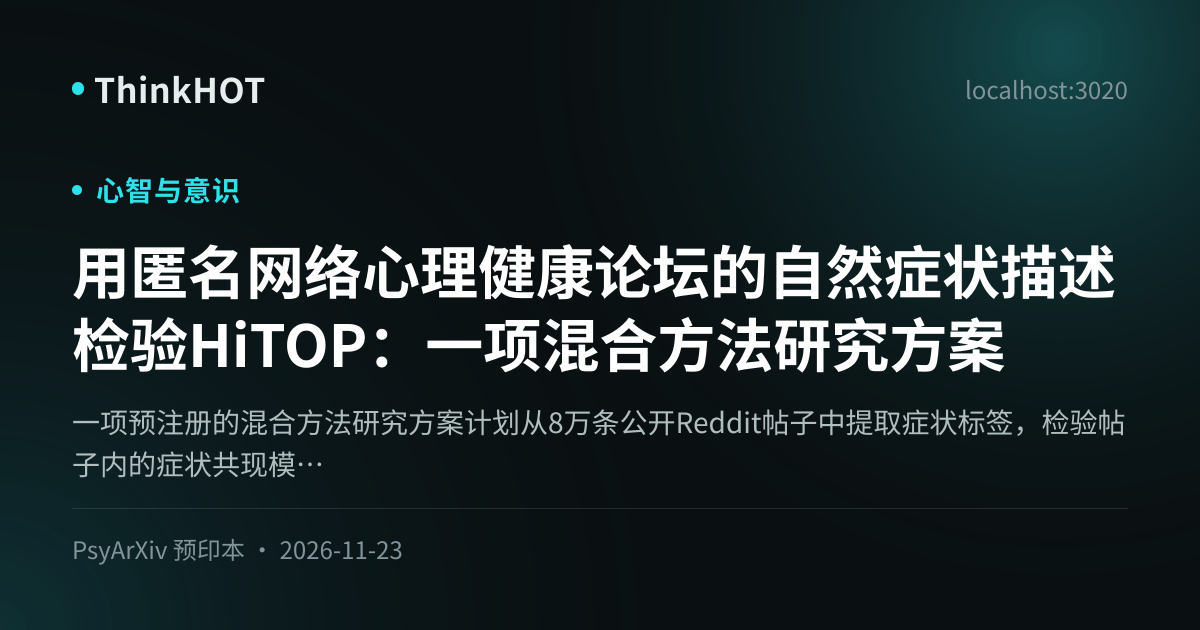 ThinkHOT
localhost:3020
心智与意识
用匿名网络心理健康论坛的自然症状描述
检验HiTOP：一项混合方法研究方案
一项预注册的混合方法研究方案计划从8万条公开Reddit帖子中提取症状标签，检验帖
子内的症状共现模…
PsyArXiv 预印本 · 2026-11-23